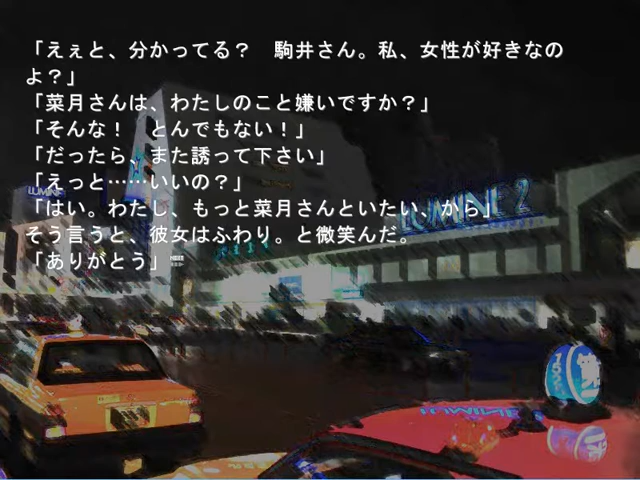 「えぇと、分かってる？　駒井さん。私、女性が好きなの
よ？」
「菜月さんは、わたしのこと嫌いですか？」
「そんな！　とんでもない！」
「だったら、また誘って下さい」
「えっと……いいの？」
「はい。わたし、もっと菜月さんといたい、から」
そう言うと、彼女はふわり。と微笑んだ。
「ありがとう」
LUMINE
LUMINE 2